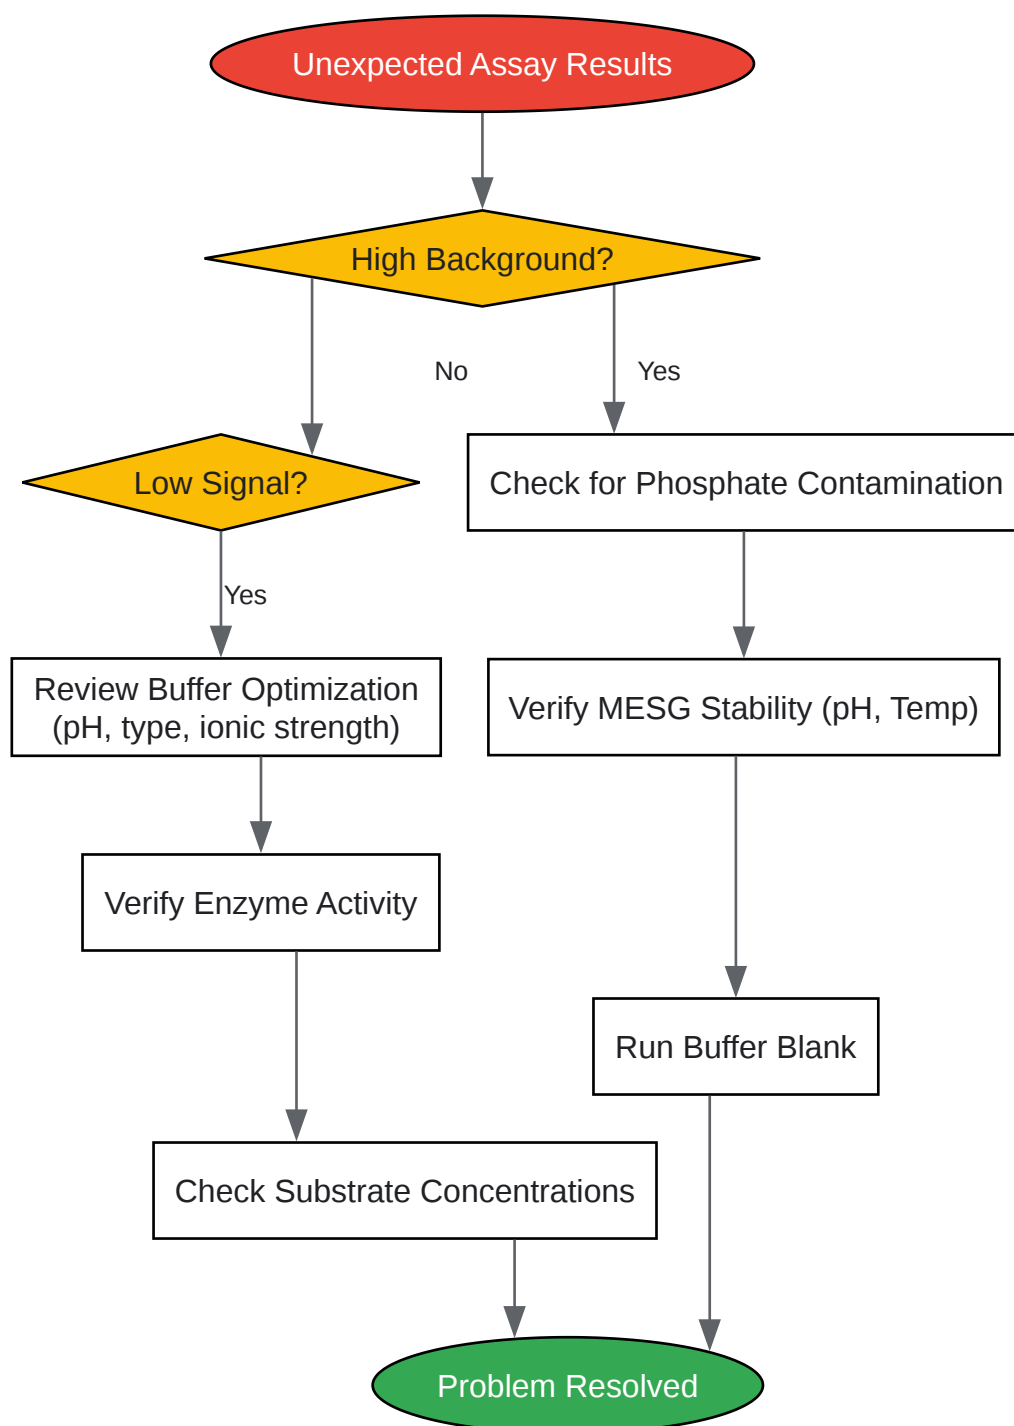 Unexpected Assay Results
High Background?
No
Yes
Low Signal?
Check for Phosphate Contamination
Yes
Review Buffer Optimization
(pH, type, ionic strength)
Verify MESG Stability (pH, Temp)
Verify Enzyme Activity
Run Buffer Blank
Check Substrate Concentrations
Problem Resolved